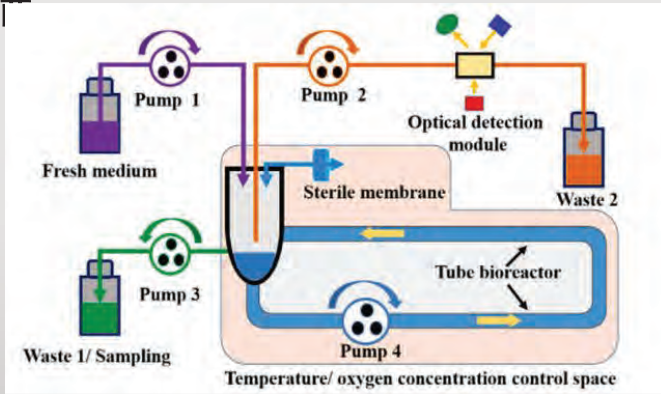 Pump 1
Pump 2
Optical detection
module
Fresh medium
Sterile membrane
Waste 2
Tube bioreactor
Pump 3
Waste 1/ Sampling
Pump 4
Temperature/ oxygen concentration control space